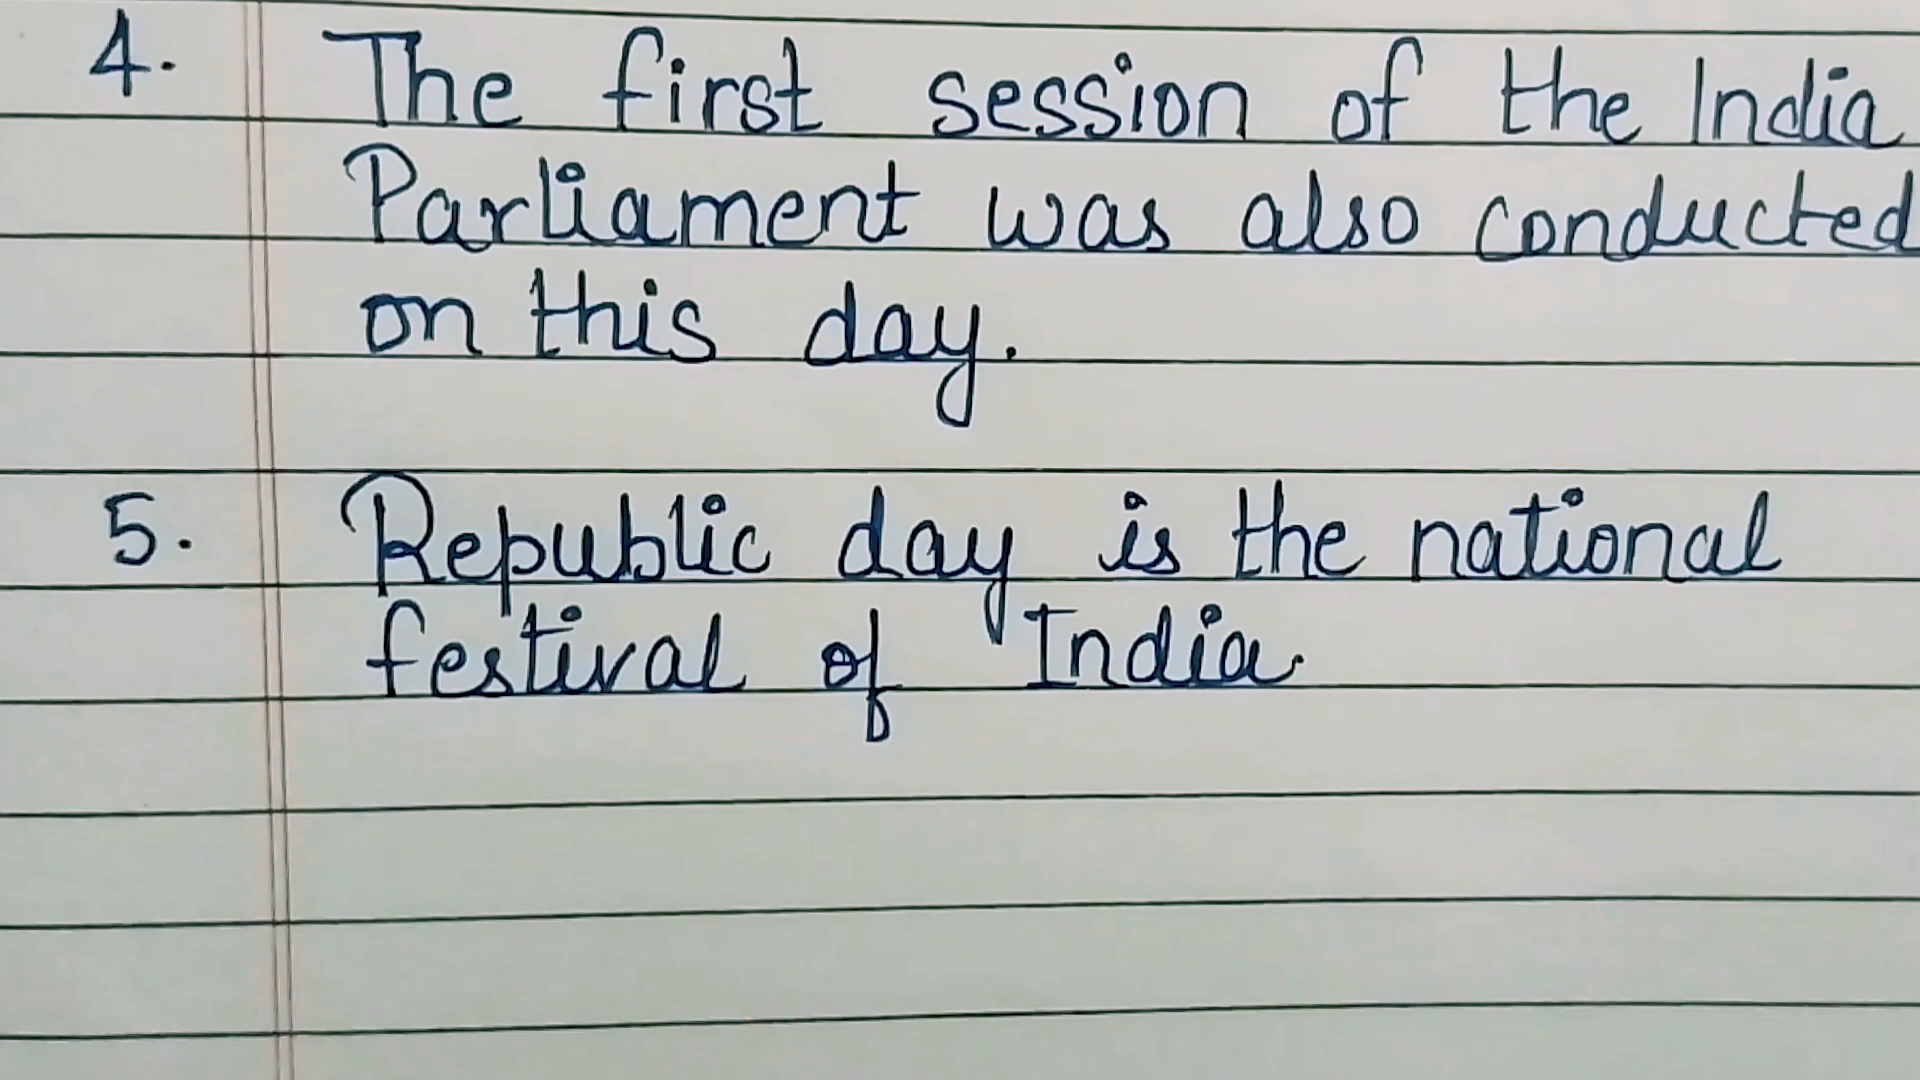 4. The first session of the India
Parliament was also conducted
on this day.
5. Republic day is the national
festival of India.